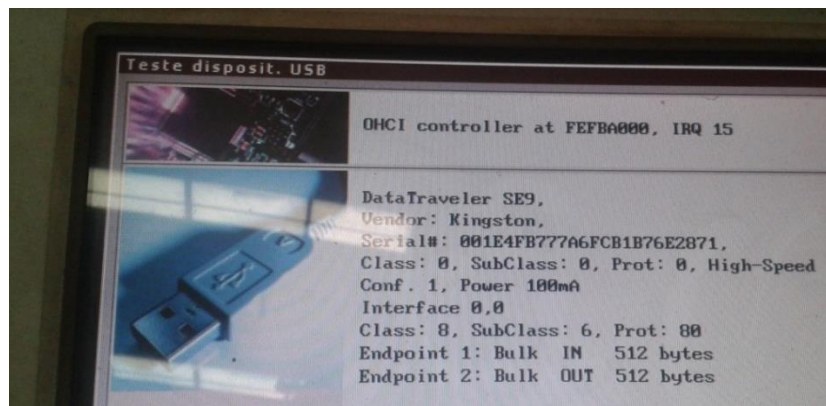 Teste disposit. USB
OHCI controller at FEFBA000, IRQ 15
DataTraveler SE9,
Vendor: Kingston,
Serial#: 001E4FB777A6FCB1B76E2871,
Class: 0, SubClass: 0, Prot: 0, High-Speed
Conf. 1, Power 100mA
Interface 0,0
Class: 8, SubClass: 6, Prot: 80
Endpoint 1: Bulk IN 512 bytes
Endpoint 2: Bulk OUT 512 bytes